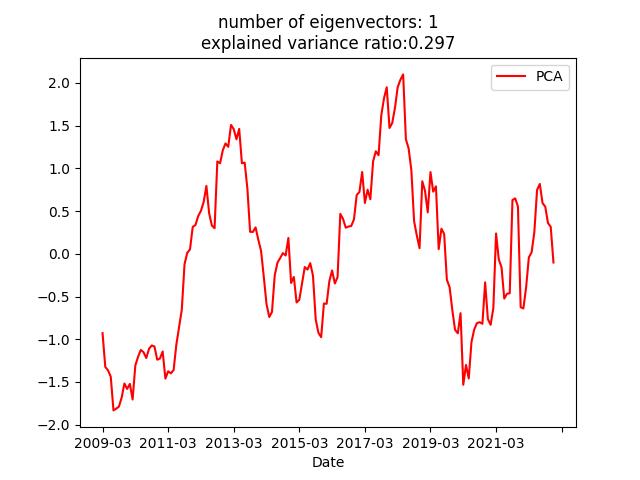 number of eigenvectors: 1
explained variance ratio:0.297
PCA
2.0
1.5
1.0
0.5
0.0
−0.5
−1.0
−1.5
−2.0
2009-03 2011-03 2013-03 2015-03 2017-03 2019-03 2021-03
Date